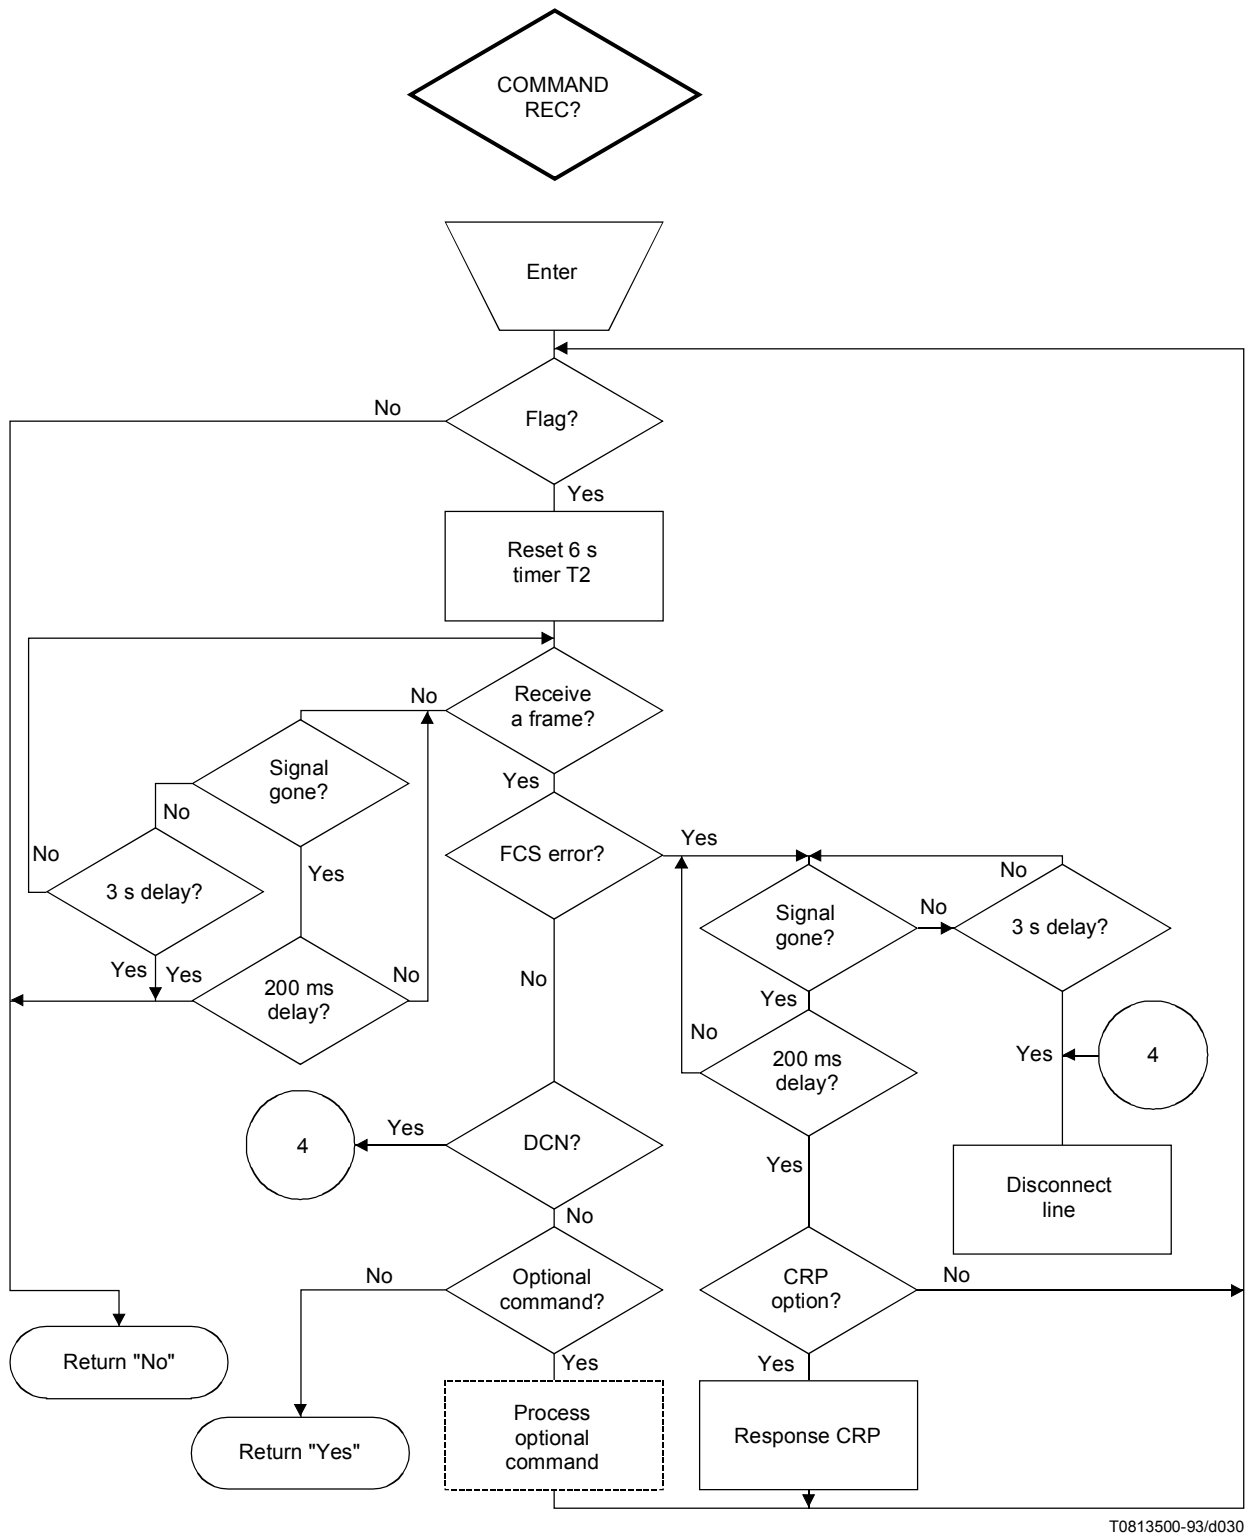 COMMAND
REC?
Enter
No
Flag?
Yes
Reset 6 s
timer T2
No
Receive
a frame?
Signal
gone?
Yes
No
FCS error?
Yes
No
Yes
3 s delay?
No
Signal
gone?
No
3 s delay?
Yes
Yes
No
200 ms
delay?
No
Yes
No
200 ms
delay?
Yes
4
4
Yes
DCN?
Yes
Disconnect
line
No
No
Optional
command?
CRP
option?
No
Return "No"
Yes
Yes
Process
optional
command
Response CRP
Return "Yes"
T0813500-93/d030